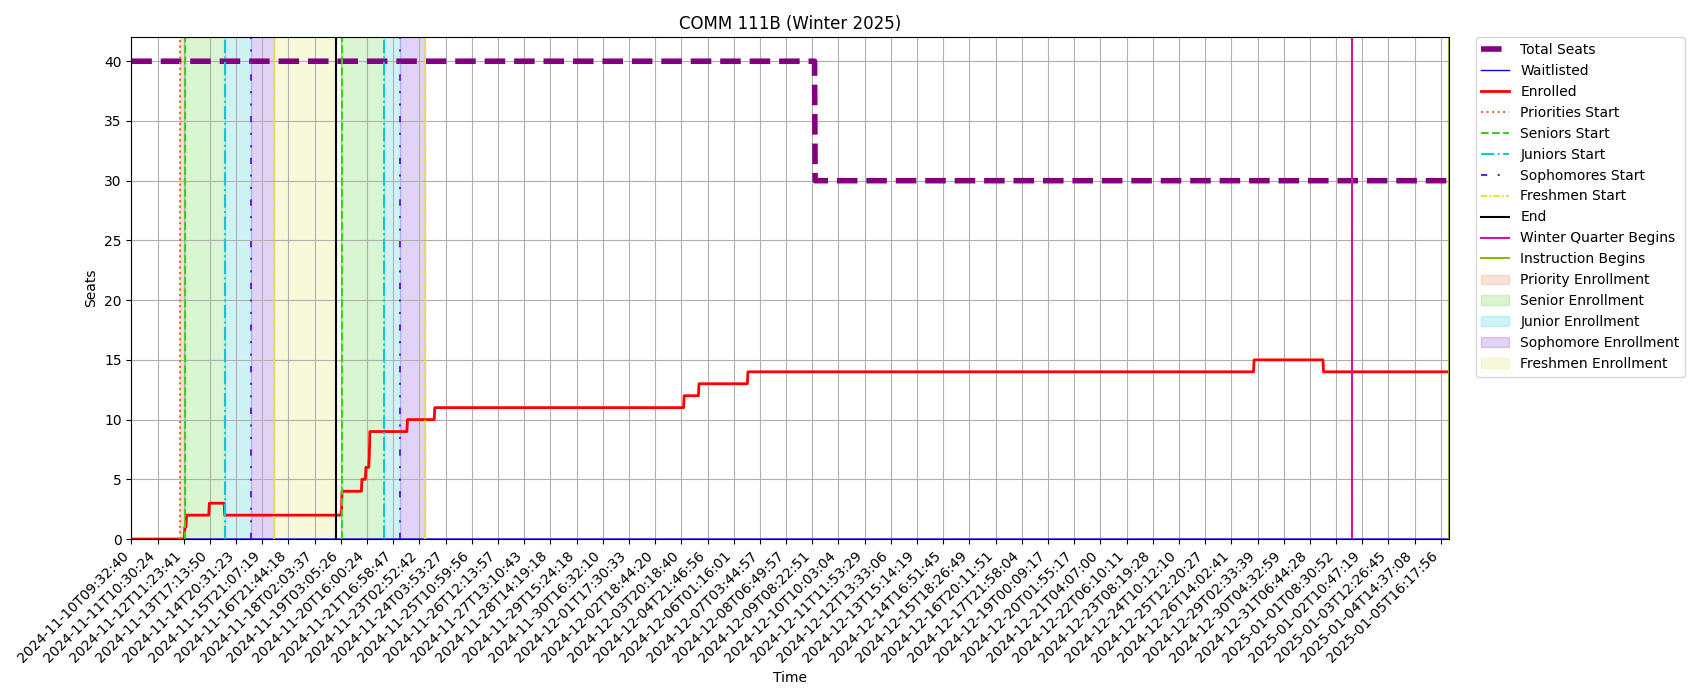 COMM 111B (Winter 2025)
Seats
40
35
30
25
20
15
10
5
0
2024-11-10T09:32:40
2024-11-11T10:30:24
2024-11-12T11:23:41
2024-11-13T17:13:50
2024-11-14T20:31:23
2024-11-15T21:07:19
2024-11-16T21:44:18
2024-11-18T02:03:37
2024-11-19T03:05:26
2024-11-20T16:00:24
2024-11-21T16:58:47
2024-11-23T02:52:42
2024-11-24T03:53:27
2024-11-25T10:59:56
2024-11-26T12:13:57
2024-11-27T13:10:43
2024-11-28T14:19:18
2024-11-29T15:24:18
2024-11-30T16:32:10
2024-12-01T17:30:33
2024-12-02T18:44:20
2024-12-03T20:18:40
2024-12-04T21:46:56
2024-12-06T01:16:01
2024-12-07T03:44:57
2024-12-08T06:49:57
2024-12-09T08:22:51
2024-12-10T10:03:04
2024-12-11T11:53:29
2024-12-12T13:33:06
2024-12-13T15:14:19
2024-12-14T16:51:45
2024-12-15T18:26:49
2024-12-16T20:11:51
2024-12-17T21:58:04
2024-12-19T00:09:17
2024-12-20T01:55:17
2024-12-21T04:07:00
2024-12-22T06:10:11
2024-12-23T08:19:28
2024-12-24T10:12:10
2024-12-25T12:20:27
2024-12-26T14:02:41
2024-12-29T02:33:39
2024-12-30T04:32:59
2024-12-31T06:44:28
2025-01-01T08:30:52
2025-01-02T10:47:19
2025-01-03T12:26:45
2025-01-04T14:37:08
2025-01-05T16:17:56
Time
Total Seats
Waitlisted
Enrolled
Priorities Start
Seniors Start
Juniors Start
Sophomores Start
Freshmen Start
End
Winter Quarter Begins
Instruction Begins
Priority Enrollment
Senior Enrollment
Junior Enrollment
Sophomore Enrollment
Freshmen Enrollment